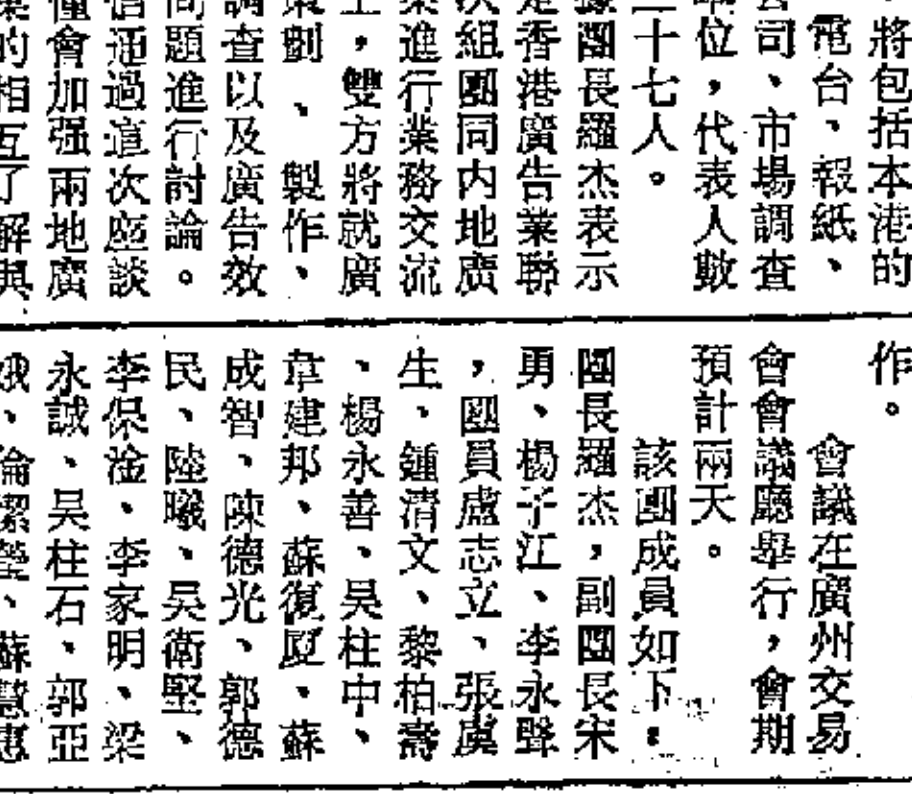 將包括本港的
電台、報紙、
公司、市場調查
單位，代表人數
二十七人。
據團長羅杰表示
是香港廣告業聯
次組團同內地廣
業進行業務交流
上，雙方將就廣
策劃、製作、
調查以及廣告效
問題進行討論。
信通過這次座談
僅會加强兩地廣
的相互了解與
作。
會議在廣州交易
會會議廳舉行，會期
預計兩天。
該團成員如下：
團長羅杰，副團長宋
勇、楊子江、李永聲
，團員盧志立、張虞
生、鍾清文、黎柏壽
、楊永善、吳柱中、
韋建邦、蘇復厦、蘇
成智、陳德光、郭德
民、陸曦、吳衛堅、
李保淦、李家明、梁
永誠、吳柱石、郭亞
娥、倫潔瑩、蘇慧惠